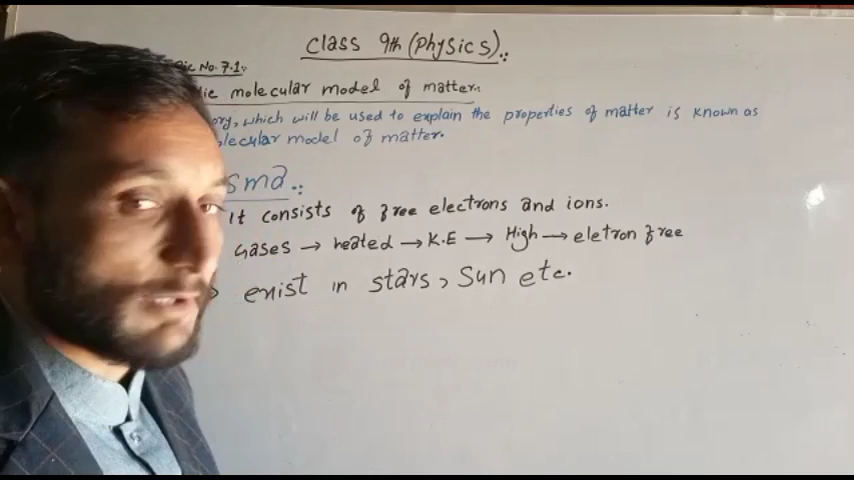 Class 9th (Physics).:
No. 7.1:
molecular model of matter:
which will be used to explain the properties of matter is known as
model of matter.
It consists of free electrons and ions.
Gases → heated → K.E → High → eletron free
exist in stars, Sun etc.